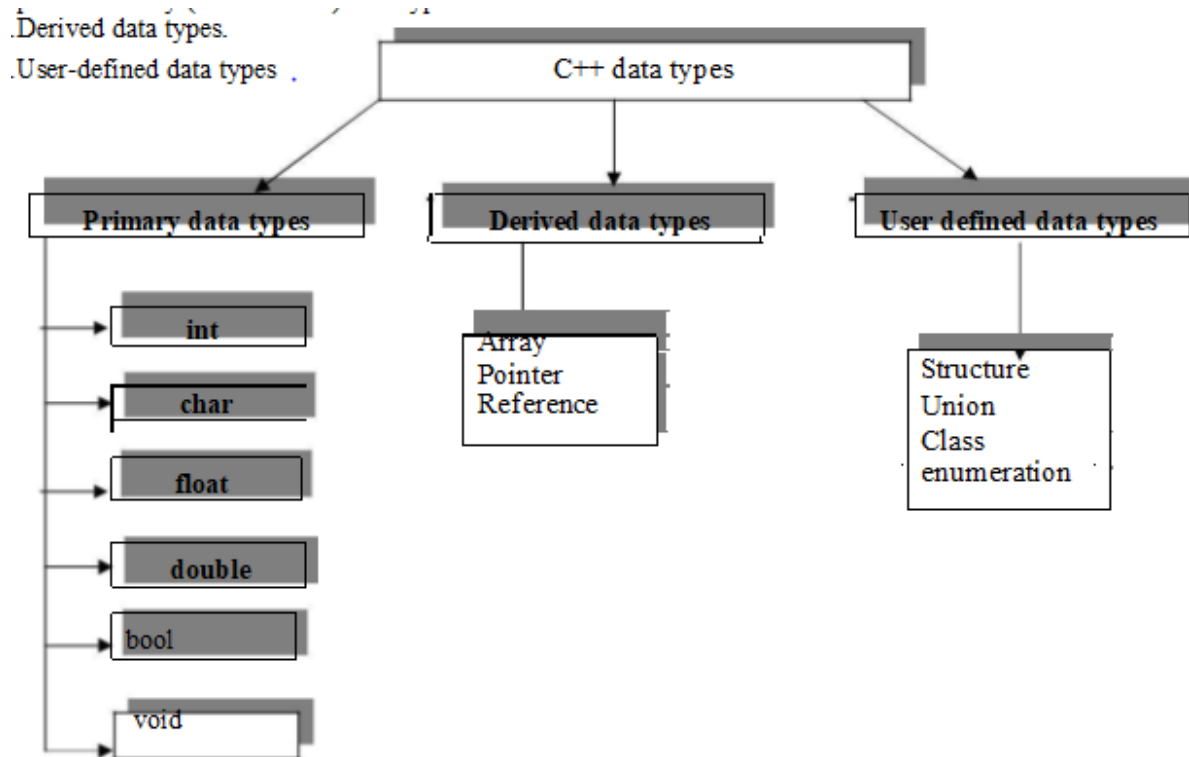 .Derived data types.
.User-defined data types .
C++ data types
Primary data types
Derived data types
User defined data types
int
char
float
double
bool
void
Array
Pointer
Reference
Structure
Union
Class
enumeration